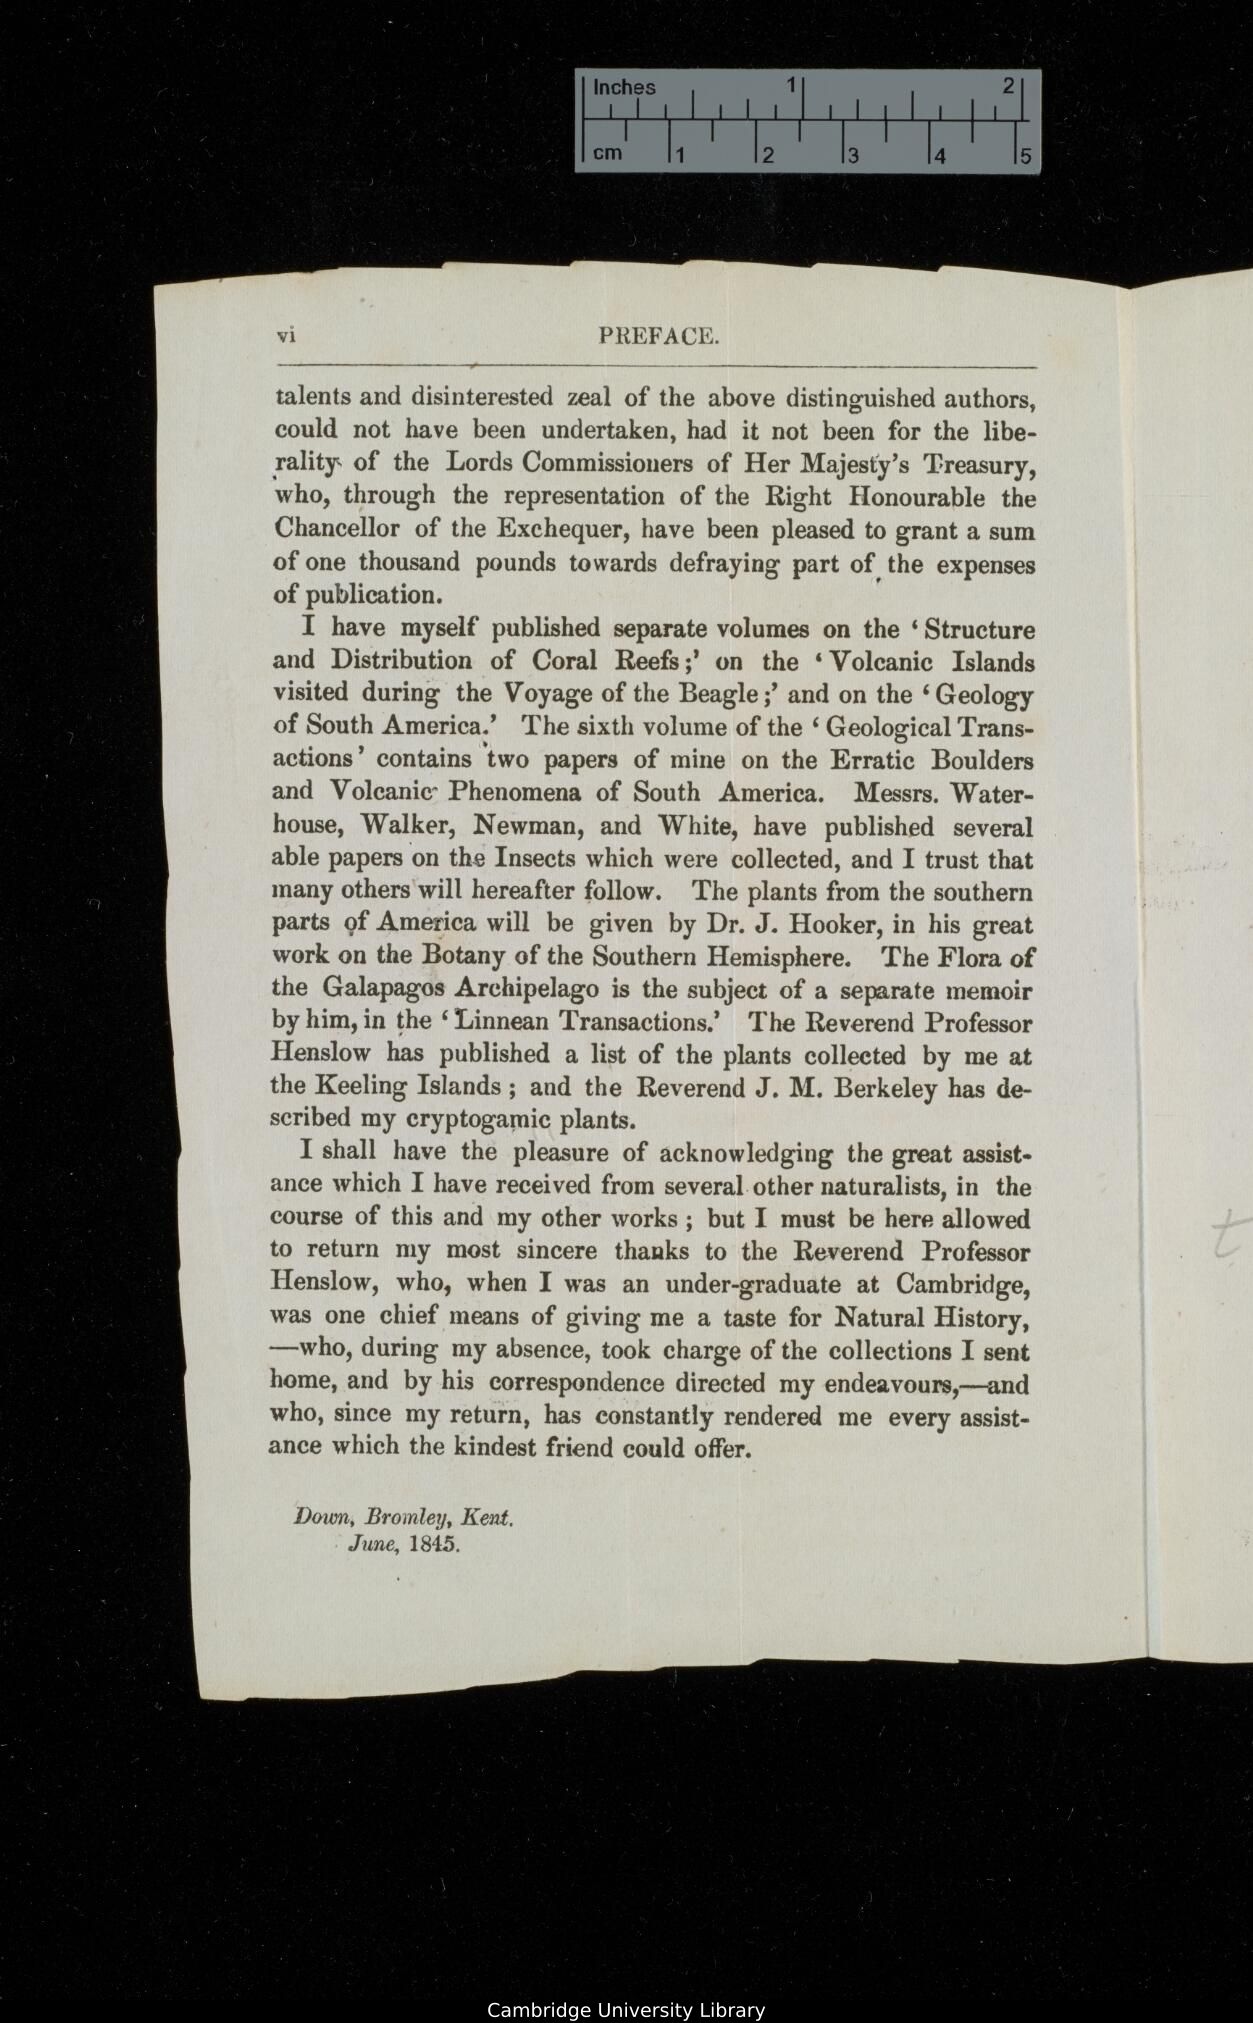 Inches 1 2
cm 1 2 3 4 5
vi PREFACE.
talents and disinterested zeal of the above distinguished authors,
could not have been undertaken, had it not been for the libe-
rality of the Lords Commissioners of Her Majesty's Treasury,
who, through the representation of the Right Honourable the
Chancellor of the Exchequer, have been pleased to grant a sum
of one thousand pounds towards defraying part of the expenses
of publication.
I have myself published separate volumes on the ‘Structure
and Distribution of Coral Reefs;’ on the ‘Volcanic Islands
visited during the Voyage of the Beagle;’ and on the ‘Geology
of South America.’ The sixth volume of the ‘Geological Trans-
actions’ contains two papers of mine on the Erratic Boulders
and Volcanic Phenomena of South America. Messrs. Water-
house, Walker, Newman, and White, have published several
able papers on the Insects which were collected, and I trust that
many others will hereafter follow. The plants from the southern
parts of America will be given by Dr. J. Hooker, in his great
work on the Botany of the Southern Hemisphere. The Flora of
the Galapagos Archipelago is the subject of a separate memoir
by him, in the ‘Linnean Transactions.’ The Reverend Professor
Henslow has published a list of the plants collected by me at
the Keeling Islands; and the Reverend J. M. Berkeley has de-
scribed my cryptogamic plants.
I shall have the pleasure of acknowledging the great assist-
ance which I have received from several other naturalists, in the
course of this and my other works; but I must be here allowed
to return my most sincere thanks to the Reverend Professor
Henslow, who, when I was an under-graduate at Cambridge,
was one chief means of giving me a taste for Natural History,
—who, during my absence, took charge of the collections I sent
home, and by his correspondence directed my endeavours,—and
who, since my return, has constantly rendered me every assist-
ance which the kindest friend could offer.
Down, Bromley, Kent.
June, 1845.
Cambridge University Library